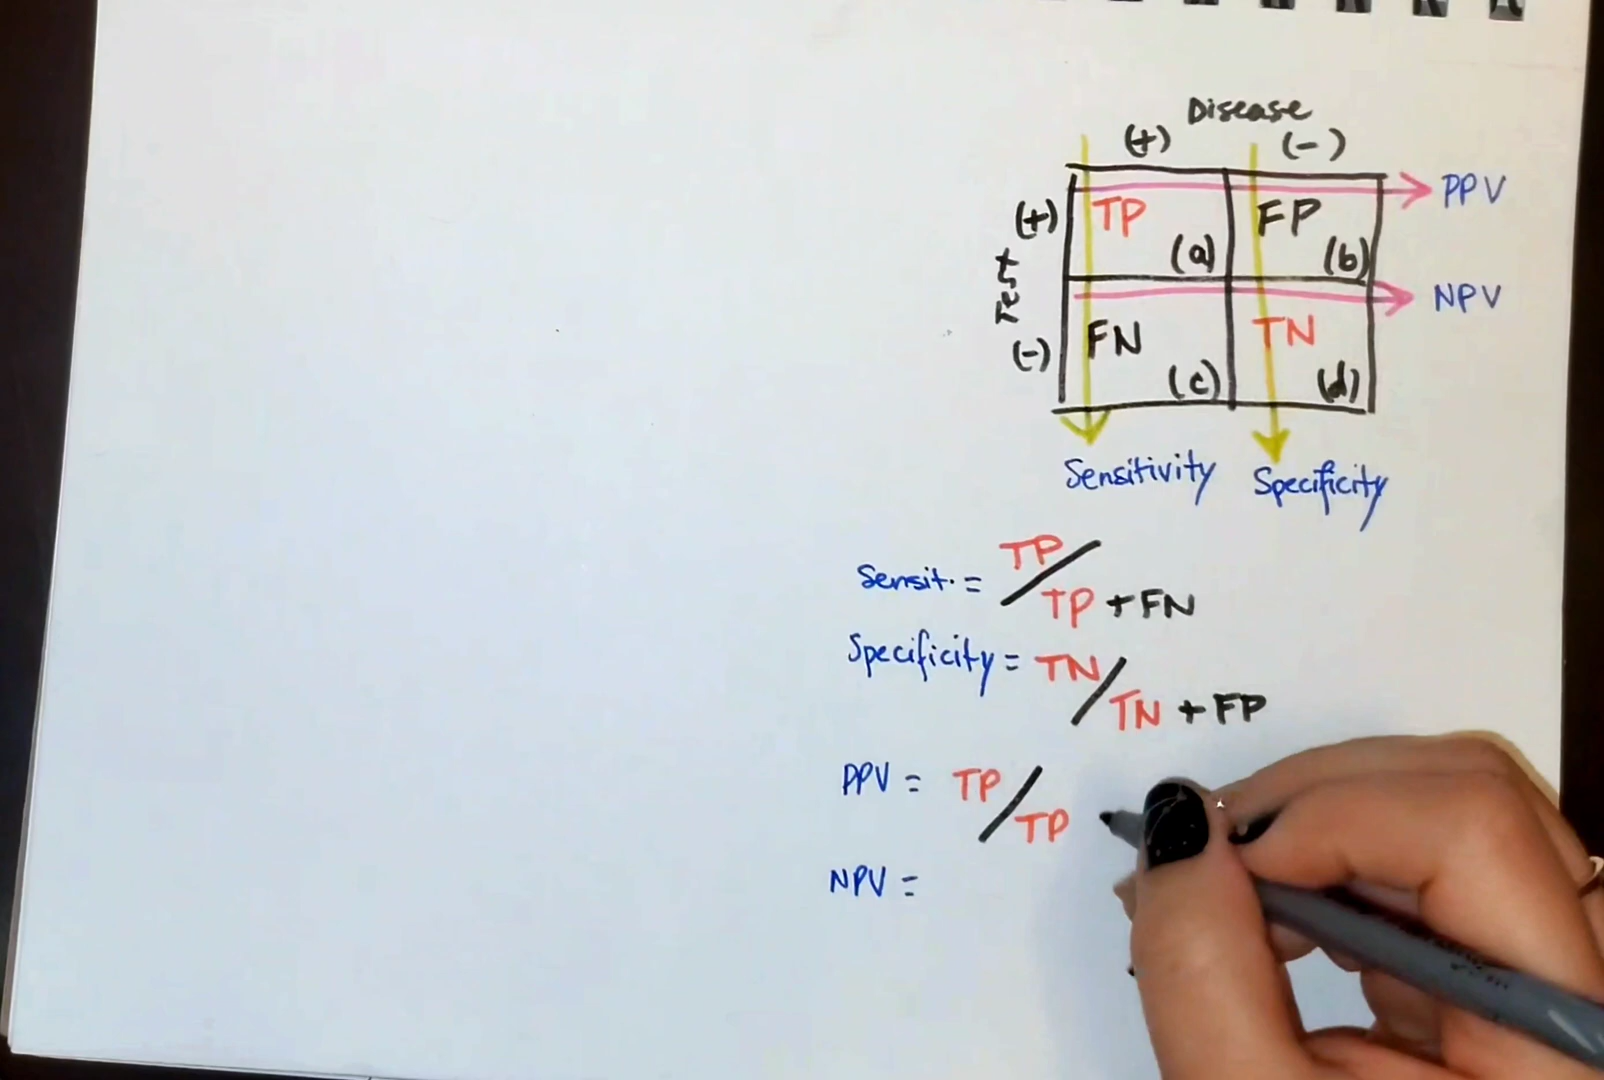 Disease
(+) (-)
(+) TP FP PPV
(a) (b)
Test
NPV
(-) FN TN
(c) (d)
Sensitivity Specificity
Sensit. = TP/TP + FN
Specificity = TN/TN + FP
PPV = TP/TP
NPV =